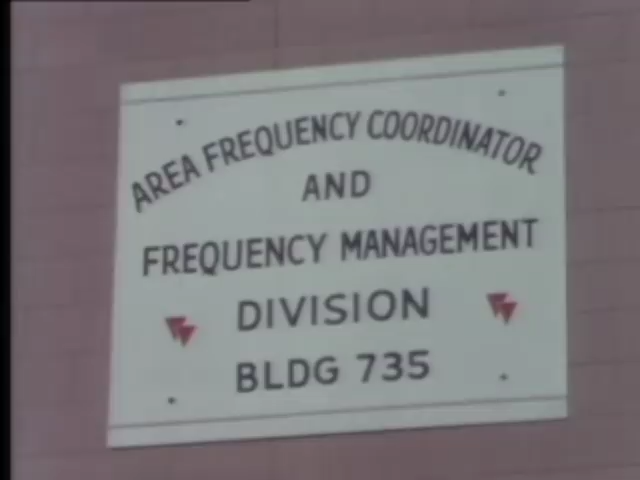 AREA FREQUENCY COORDINATOR
AND
FREQUENCY MANAGEMENT
DIVISION
BLDG 735